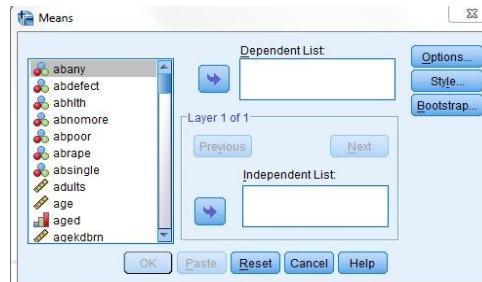 Means
abany
abdefect
abhlth
abnomore
abpoor
abrape
absingle
adults
age
aged
agekdbrn
Dependent List:
Layer 1 of 1
Previous
Next
Independent List:
Options...
Style...
Bootstrap...
OK
Paste
Reset
Cancel
Help